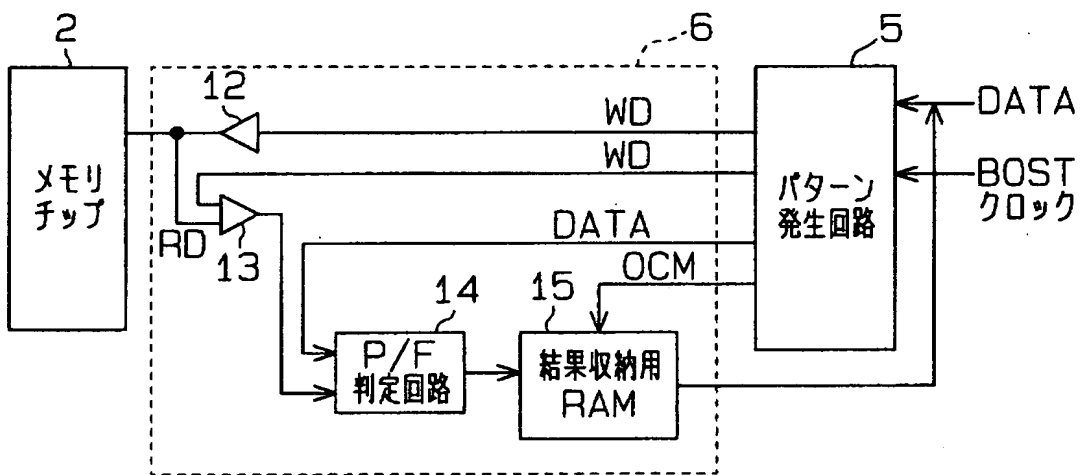 2
6
5
12
WD
DATA
WD
BOST
クロック
メモリ
チップ
パターン
発生回路
RD
13
DATA
OCM
14
15
P/F
判定回路
結果収納用
RAM